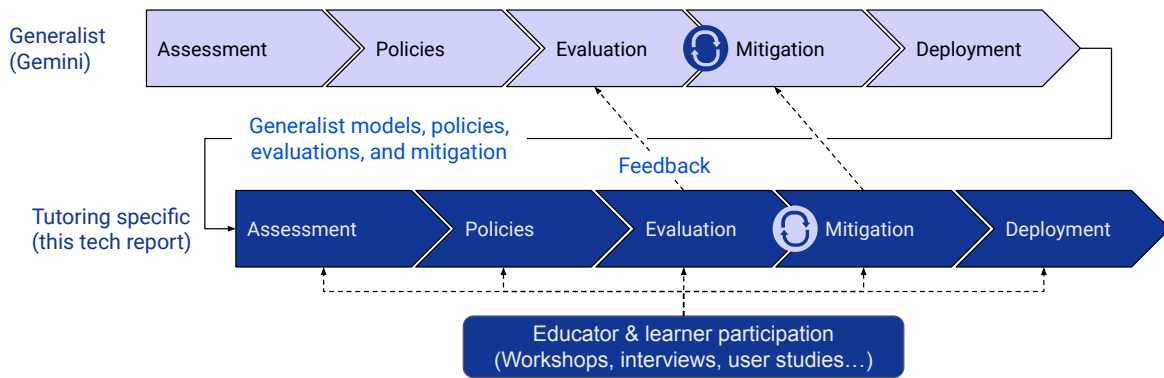 Generalist
(Gemini)
Assessment
Policies
Evaluation
Mitigation
Deployment
Generalist models, policies,
evaluations, and mitigation
Feedback
Tutoring specific
(this tech report)
Assessment
Policies
Evaluation
Mitigation
Deployment
Educator & learner participation
(Workshops, interviews, user studies…)